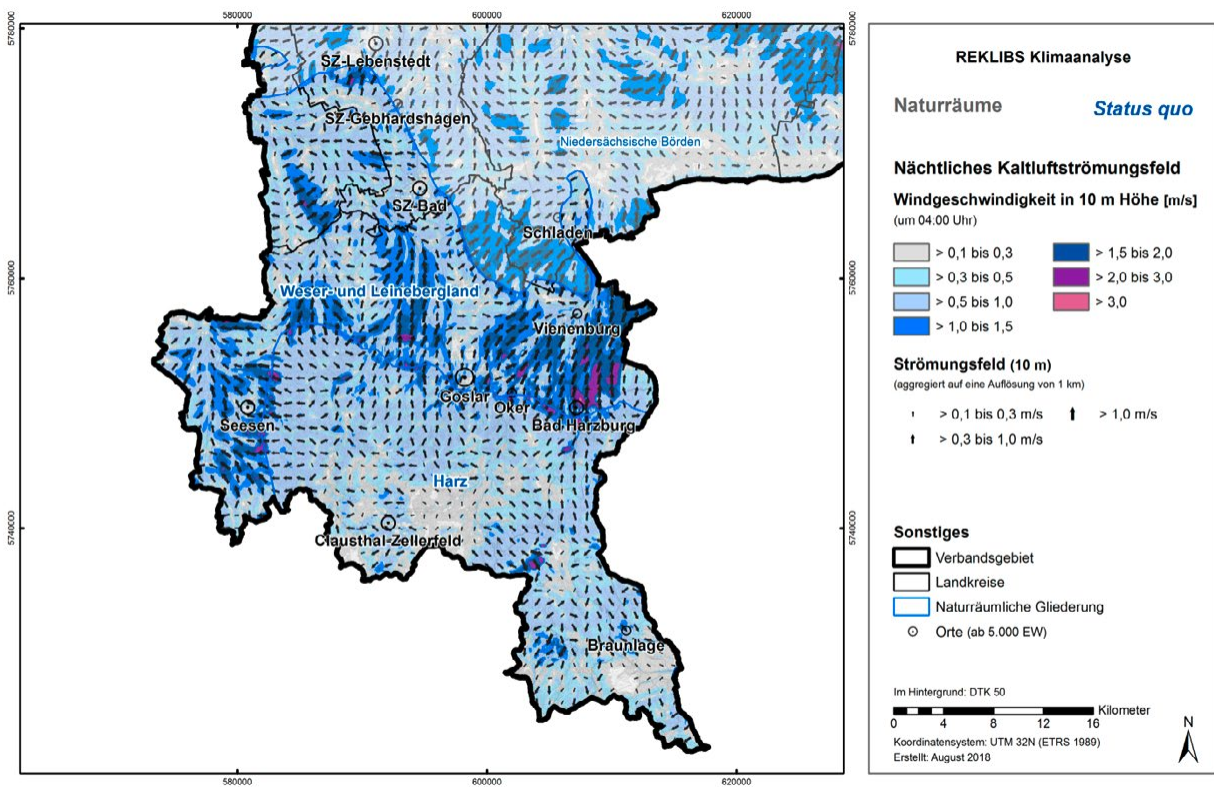 580000
600000
620000
5780000
5780000
SZ-Lebenstedt
SZ-Gebhardshagen
Niedersächsische Börden
SZ-Bad
Schladen
5760000
5760000
Weser- und Leinebergland
Vienenburg
Goslar
Oker
Seesen
Bad Harzburg
Harz
5740000
5740000
Clausthal-Zellerfeld
Braunlage
580000
600000
620000
REKLIBS Klimaanalyse
Naturräume
Status quo
Nächtliches Kaltluftströmungsfeld
Windgeschwindigkeit in 10 m Höhe [m/s]
(um 04:00 Uhr)
> 0,1 bis 0,3
> 1,5 bis 2,0
> 0,3 bis 0,5
> 2,0 bis 3,0
> 0,5 bis 1,0
> 3,0
> 1,0 bis 1,5
Strömungsfeld (10 m)
(aggregiert auf eine Auflösung von 1 km)
> 0,1 bis 0,3 m/s
> 1,0 m/s
> 0,3 bis 1,0 m/s
Sonstiges
Verbandsgebiet
Landkreise
Naturräumliche Gliederung
Orte (ab 5.000 EW)
Im Hintergrund: DTK 50
Kilometer
0 2 4 8 12 16
Koordinatensystem: UTM 32N (ETRS 1989)
Erstellt: August 2018
N